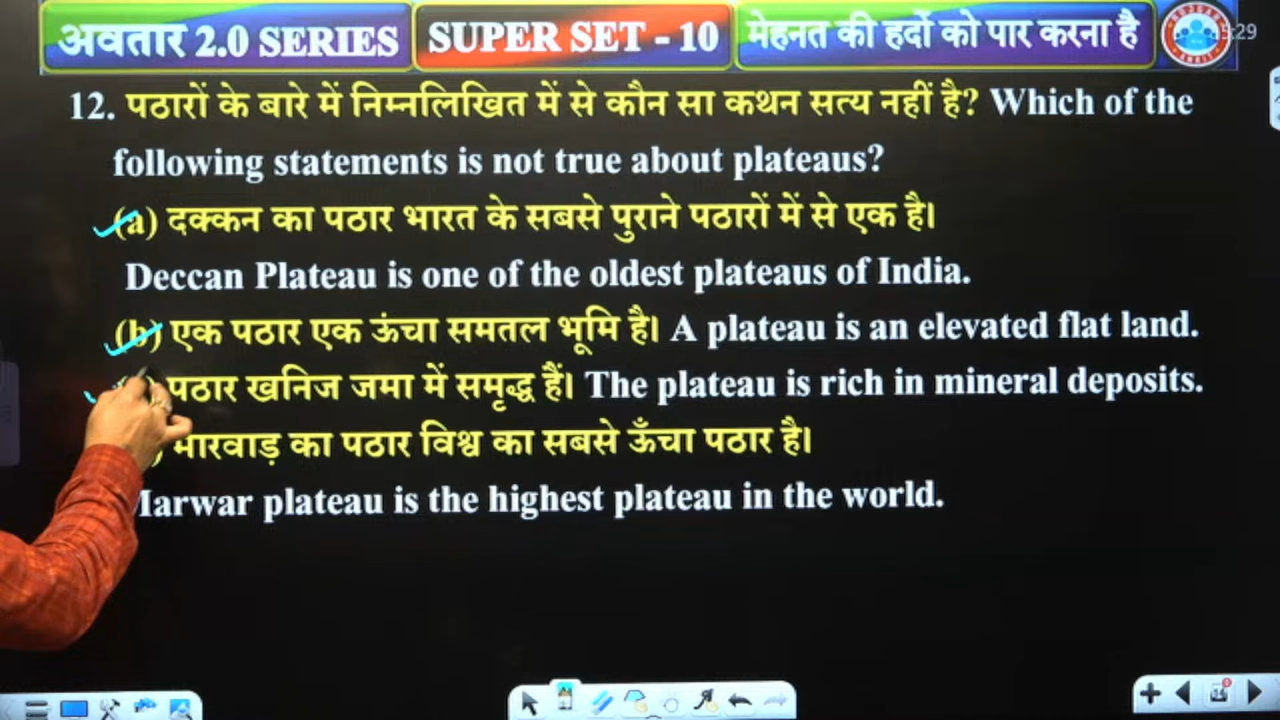 अवतार 2.0 SERIES SUPER SET - 10 मेहनत की हदों को पार करना है :29
12. पठारों के बारे में निम्नलिखित में से कौन सा कथन सत्य नहीं है? Which of the
following statements is not true about plateaus?
(a) दक्कन का पठार भारत के सबसे पुराने पठारों में से एक है।
Deccan Plateau is one of the oldest plateaus of India.
(b) एक पठार एक ऊंचा समतल भूमि है। A plateau is an elevated flat land.
पठार खनिज जमा में समृद्ध हैं। The plateau is rich in mineral deposits.
मारवाड़ का पठार विश्व का सबसे ऊँचा पठार है।
Marwar plateau is the highest plateau in the world.